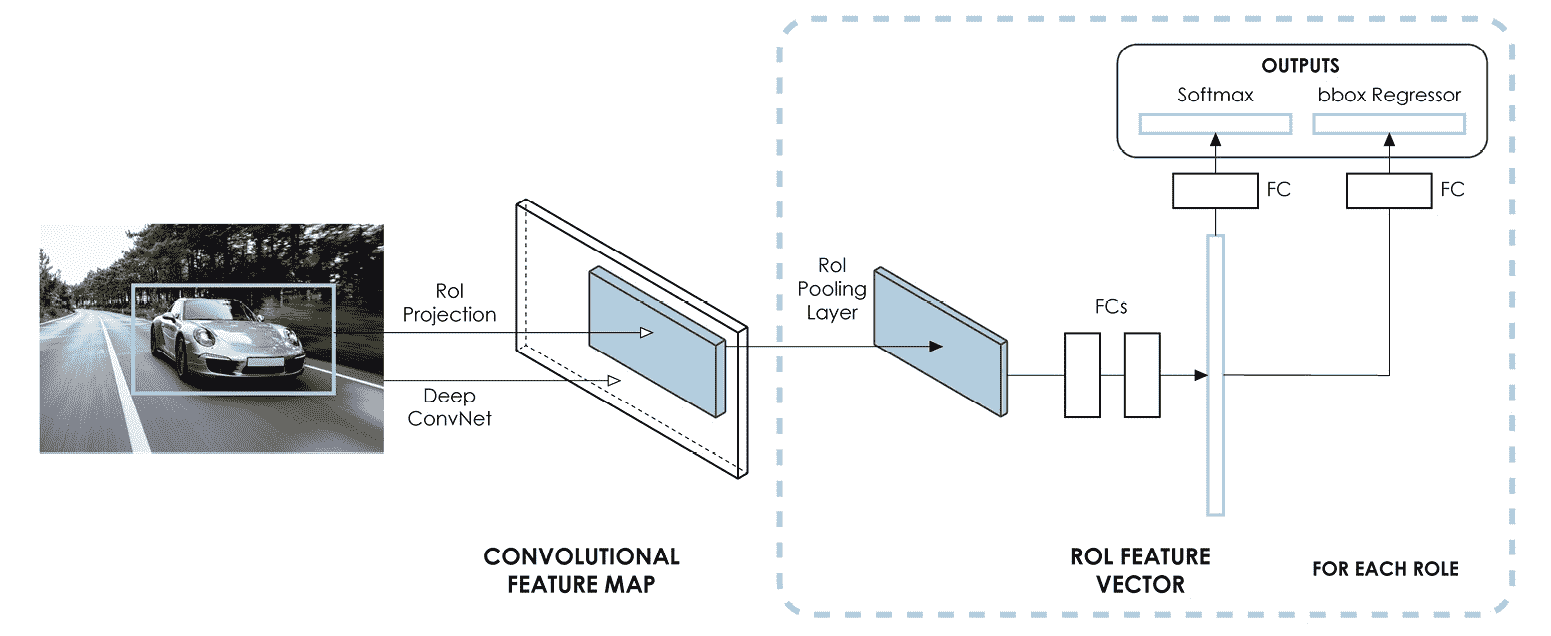 OUTPUTS
Softmax
bbox Regressor
FC
FC
RoI
Projection
Deep
ConvNet
RoI
Pooling
Layer
FCs
CONVOLUTIONAL
FEATURE MAP
ROL FEATURE
VECTOR
FOR EACH ROLE